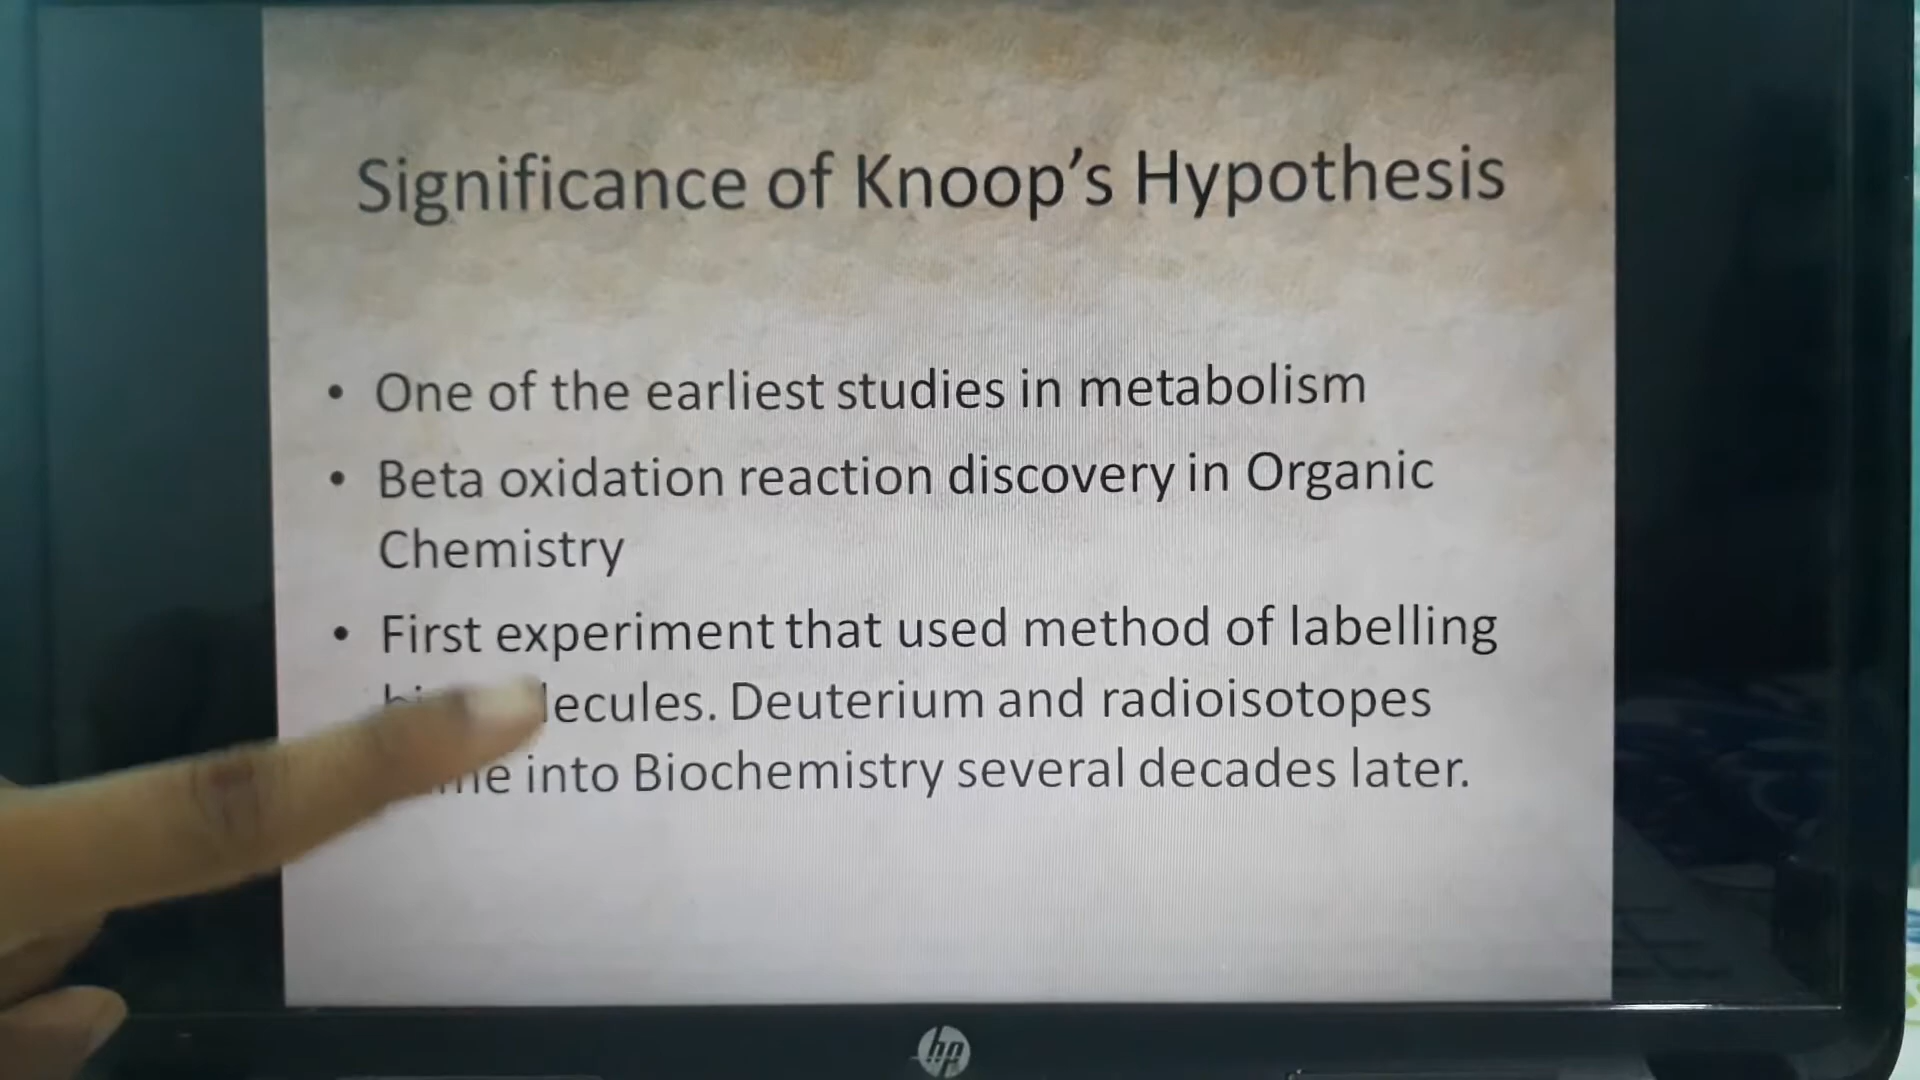 Significance of Knoop's Hypothesis
• One of the earliest studies in metabolism
• Beta oxidation reaction discovery in Organic
Chemistry
• First experiment that used method of labelling
Deuterium and radioisotopes
into Biochemistry several decades later.
hp